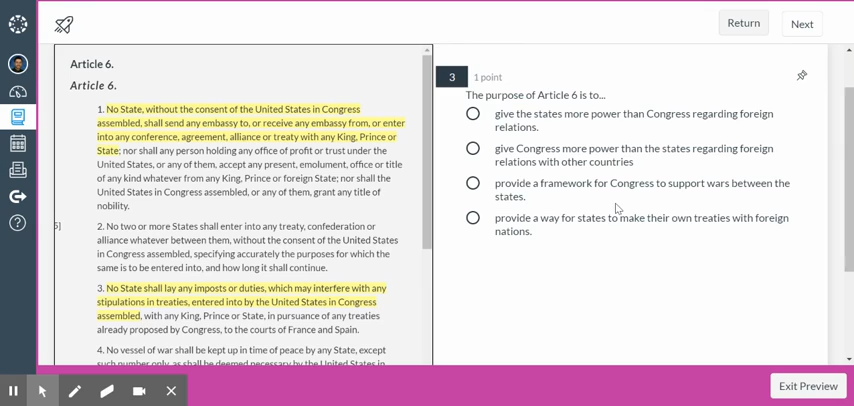 Return
Next
Article 6.
Article 6.
1. No State, without the consent of the United States in Congress
assembled, shall send any embassy to, or receive any embassy from, or enter
into any conference, agreement, alliance or treaty with any King, Prince or
State; nor shall any person holding any office of profit or trust under the
United States, or any of them, accept any present, emolument, office or title
of any kind whatever from any King, Prince or foreign State; nor shall the
United States in Congress assembled, or any of them, grant any title of
nobility.
5]
2. No two or more States shall enter into any treaty, confederation or
alliance whatever between them, without the consent of the United States
in Congress assembled, specifying accurately the purposes for which the
same is to be entered into, and how long it shall continue.
3. No State shall lay any imposts or duties, which may interfere with any
stipulations in treaties, entered into by the United States in Congress
assembled, with any King, Prince or State, in pursuance of any treaties
already proposed by Congress, to the courts of France and Spain.
4. No vessel of war shall be kept up in time of peace by any State, except
such number only, as shall be deemed necessary by the United States in
3
1 point
The purpose of Article 6 is to...
give the states more power than Congress regarding foreign
relations.
give Congress more power than the states regarding foreign
relations with other countries
provide a framework for Congress to support wars between the
states.
provide a way for states to make their own treaties with foreign
nations.
Exit Preview